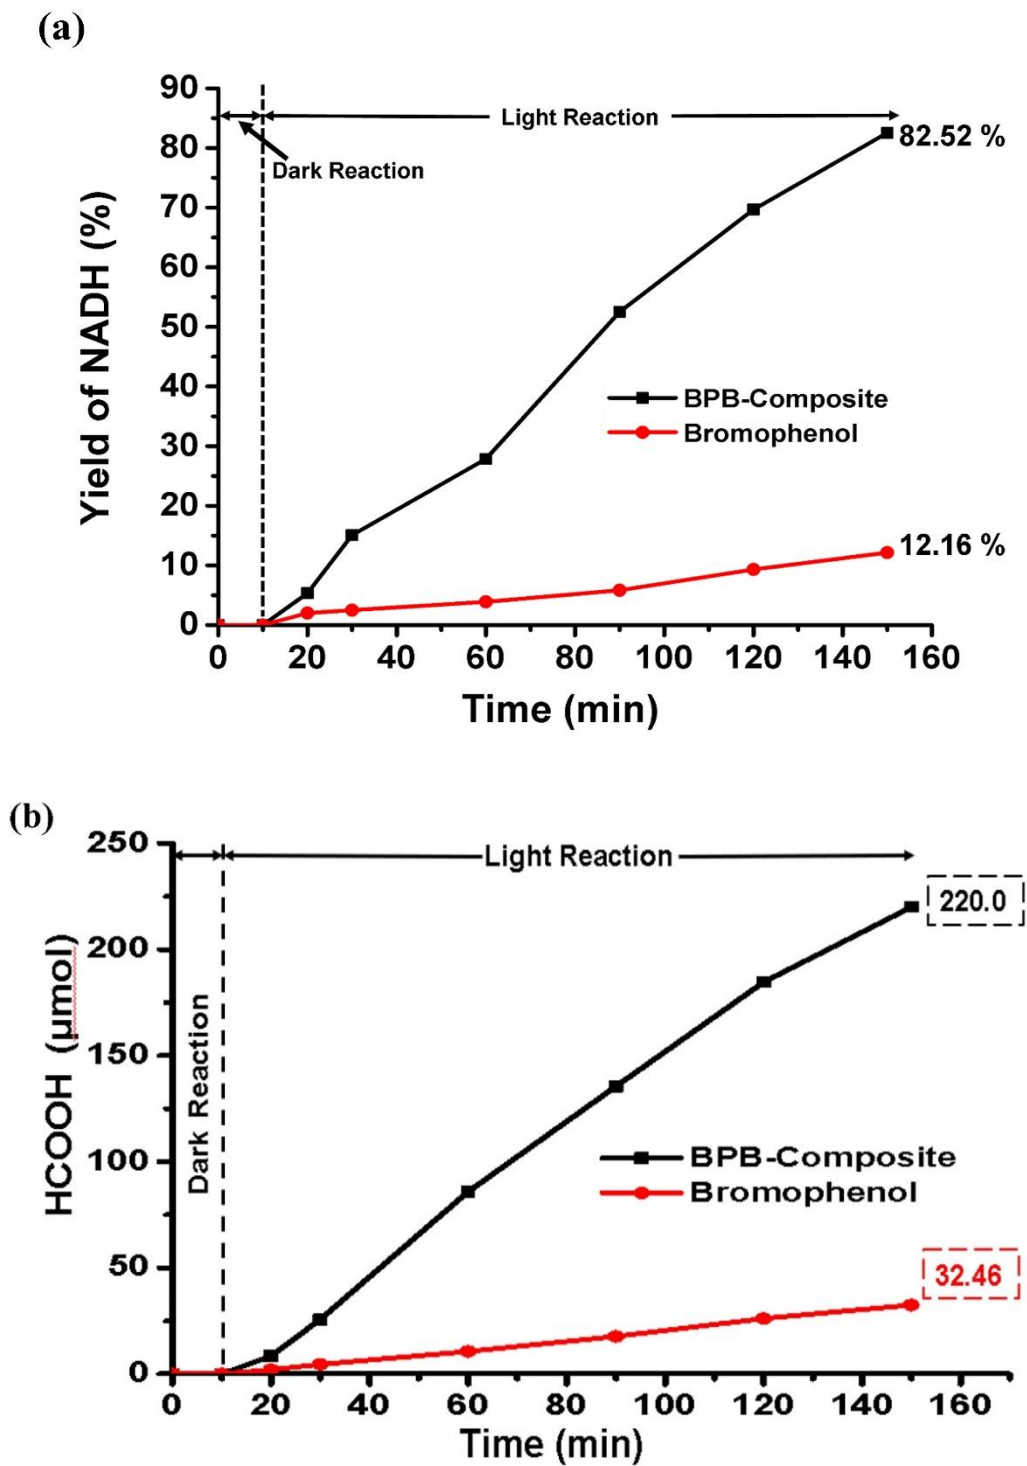 (a)
90
80
70
60
50
40
30
20
10
0
Yield of NADH (%)
Light Reaction
Dark Reaction
82.52 %
BPB-Composite
Bromophenol
12.16 %
0 20 40 60 80 100 120 140 160
Time (min)
(b)
250
200
150
100
50
0
HCOOH (µmol)
Light Reaction
Dark Reaction
220.0
BPB-Composite
Bromophenol
32.46
0 20 40 60 80 100 120 140 160
Time (min)